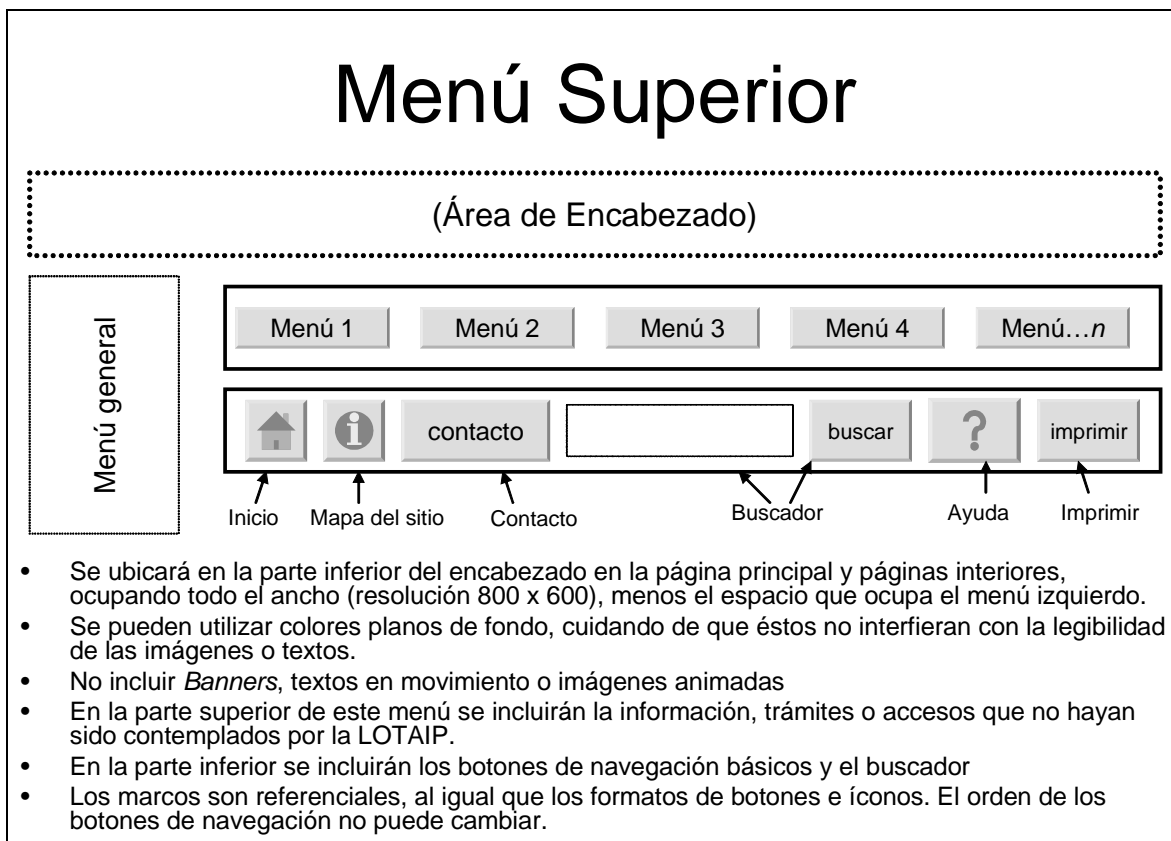 Menú Superior
(Área de Encabezado)
Menú general
Menú 1 Menú 2 Menú 3 Menú 4 Menú…n
contacto buscar ? imprimir
Inicio Mapa del sitio Contacto Buscador Ayuda Imprimir
• Se ubicará en la parte inferior del encabezado en la página principal y páginas interiores,
ocupando todo el ancho (resolución 800 x 600), menos el espacio que ocupa el menú izquierdo.
• Se pueden utilizar colores planos de fondo, cuidando de que éstos no interfieran con la legibilidad
de las imágenes o textos.
• No incluir Banners, textos en movimiento o imágenes animadas
• En la parte superior de este menú se incluirán la información, trámites o accesos que no hayan
sido contemplados por la LOTAIP.
• En la parte inferior se incluirán los botones de navegación básicos y el buscador
• Los marcos son referenciales, al igual que los formatos de botones e íconos. El orden de los
botones de navegación no puede cambiar.